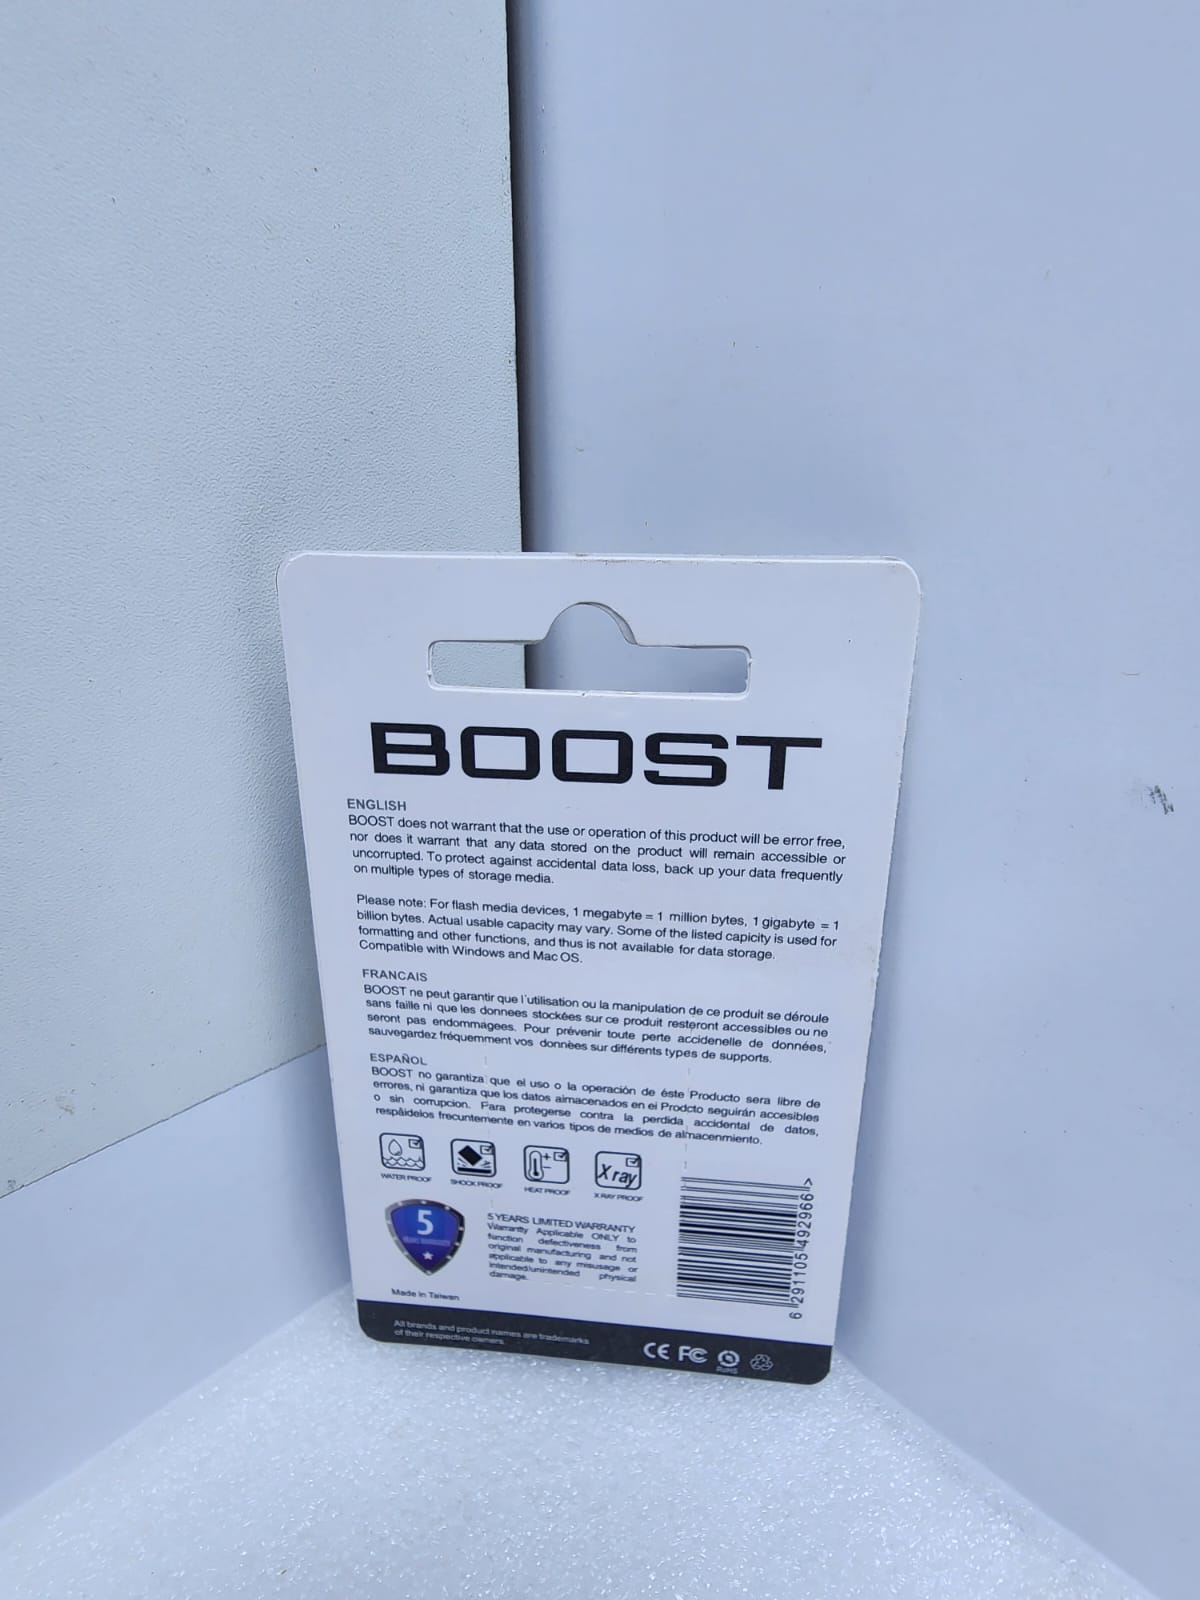 BOOST
ENGLISH
BOOST does not warrant that the use or operation of this product will be error free,
nor does it warrant that any data stored on the product will remain accessible or
uncorrupted. To protect against accidental data loss, back up your data frequently
on multiple types of storage media.
Please note: For flash media devices, 1 megabyte = 1 million bytes, 1 gigabyte = 1
billion bytes. Actual usable capacity may vary. Some of the listed capicity is used for
formatting and other functions, and thus is not available for data storage.
Compatible with Windows and Mac OS.
FRANCAIS
BOOST ne peut garantir que l'utilisation ou la manipulation de ce produit se déroule
sans faille ni que les donnees stockées sur ce produit resteront accessibles ou ne
seront pas endommagees. Pour prévenir toute perte accidenelle de données,
sauvegardez fréquemment vos donnèes sur différents types de supports.
ESPAÑOL
BOOST no garantiza que el uso o la operación de éste Producto sera libre de
errores, ni garantiza que los datos aimacenados en ei Prodcto seguirán accesibles
o sin corrupcion. Para protegerse contra la perdida accidental de datos,
respâidelos frecuntemente en varios tipos de medios de almacenmiento.
Xray
WATER PROOF SHOCK PROOF HEAT PROOF X RAY PROOF
5
5 YEARS LIMITED WARRANTY
Warrantty Applicable ONLY to
function defectiveness from
original manufacturing and not
applicable to any misusage or
intended/unintended physical
damage.
6 291105 492966 >
Made in Taiwan
All brands and product names are trademarks
of their respective owners.
CE FC
RoHS